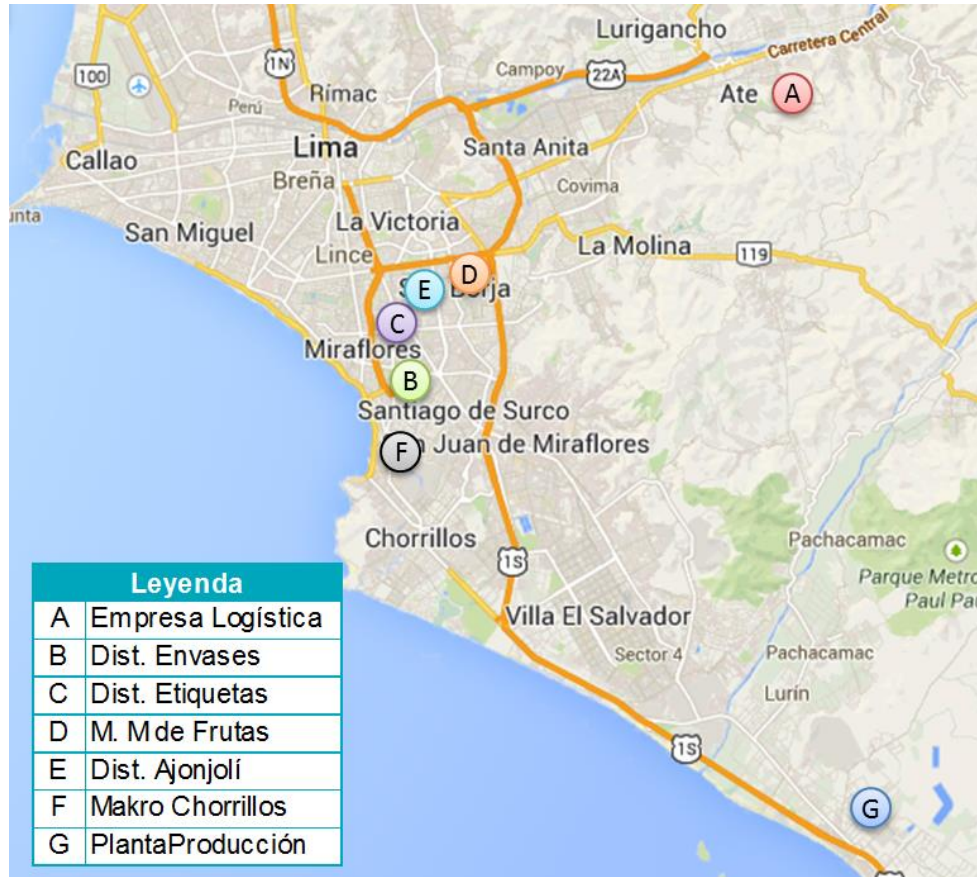 Lurigancho
Carretera Central
1N
Campoy
22A
100
Rímac
Perú
Ate
A
Lima
Santa Anita
Callao
Breña
Covima
unta
La Victoria
San Miguel
Lince
La Molina
119
D
E
Borja
C
Miraflores
B
Santiago de Surco
F
Juan de Miraflores
Chorrillos
1S
Pachacamac
Parque Metro
Paul Pau
Villa El Salvador
Sector 4
Pachacamac
Lurín
1S
G
Leyenda
A Empresa Logística
B Dist. Envases
C Dist. Etiquetas
D M. M de Frutas
E Dist. Ajonjolí
F Makro Chorrillos
G PlantaProducción